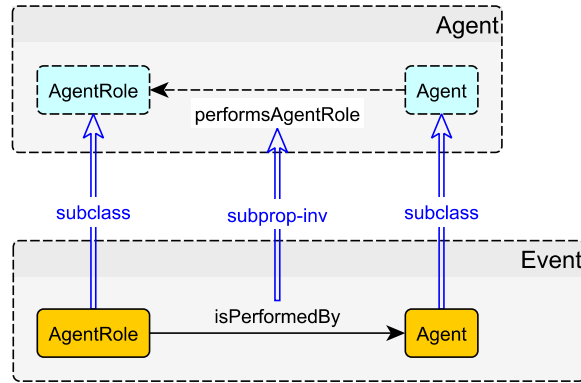 Agent
AgentRole
Agent
performsAgentRole
subclass
subprop-inv
subclass
Event
isPerformedBy
AgentRole
Agent